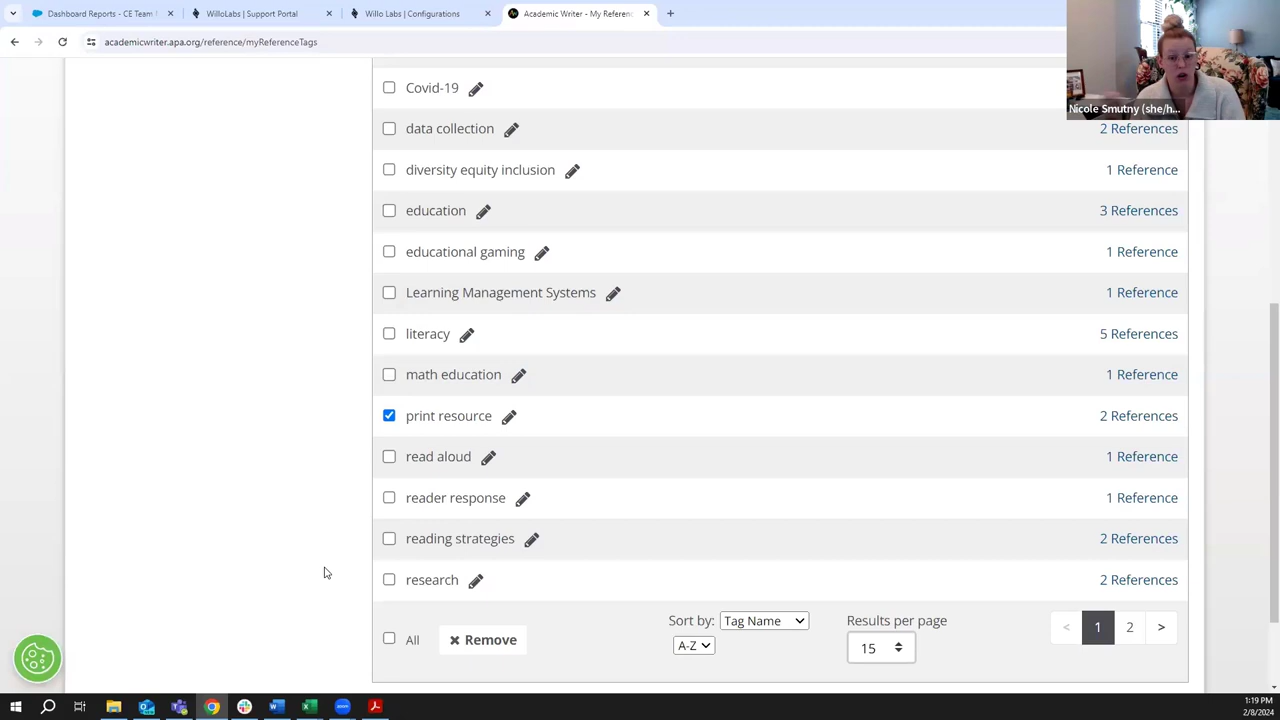 Dashboard Reports - CE Team
WilloLabs | Support Portal
Willo Labs | Configurations
Academic Writer - My Referenc
academicwriter.apa.org/reference/myReferenceTags
Nicole Smutny (she/h...
Covid-19
data collection 2 References
diversity equity inclusion 1 Reference
education 3 References
educational gaming 1 Reference
Learning Management Systems 1 Reference
literacy 5 References
math education 1 Reference
print resource 2 References
read aloud 1 Reference
reader response 1 Reference
reading strategies 2 References
research 2 References
All Remove
Sort by: Tag Name
A-Z
Results per page
15
< 1 2 >
1:19 PM
2/8/2024